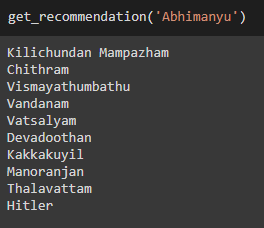 get_recommendation('Abhimanyu')
Kilichundan Mampazham
Chithram
Vismayathumbathu
Vandanam
Vatsalyam
Devadoothan
Kakkakuyil
Manoranjan
Thalavattam
Hitler